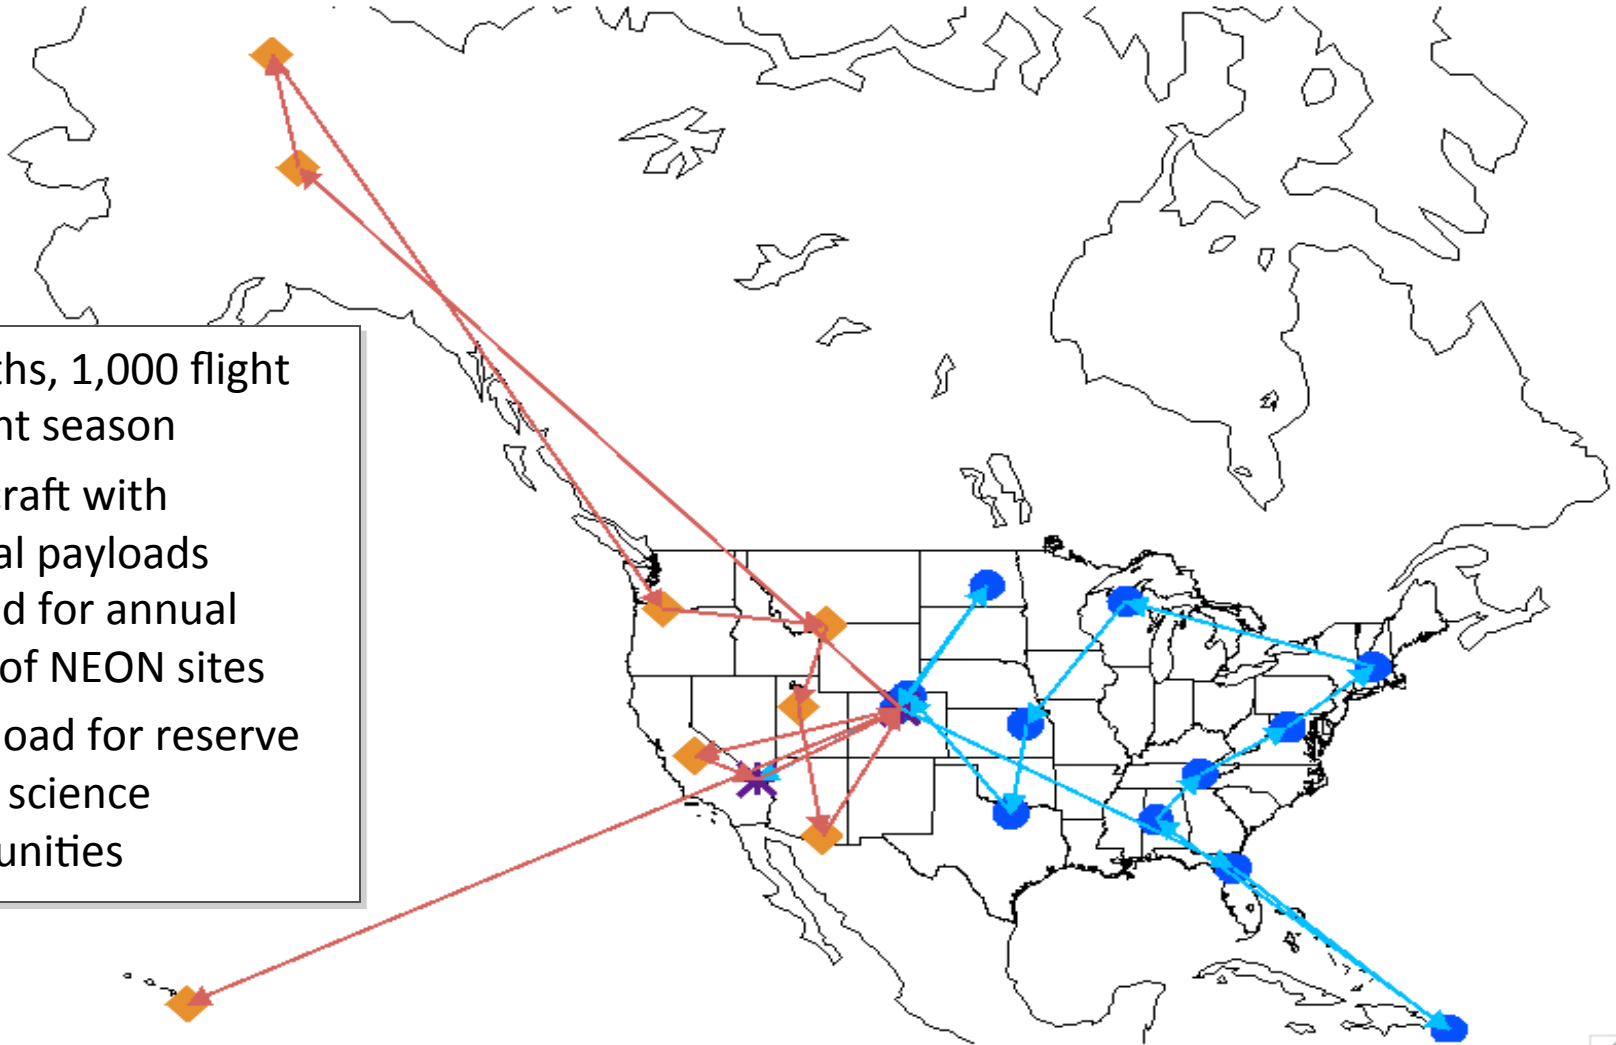 ths, 1,000 flight
nt season
craft with
al payloads
d for annual
of NEON sites
oad for reserve
science
unities